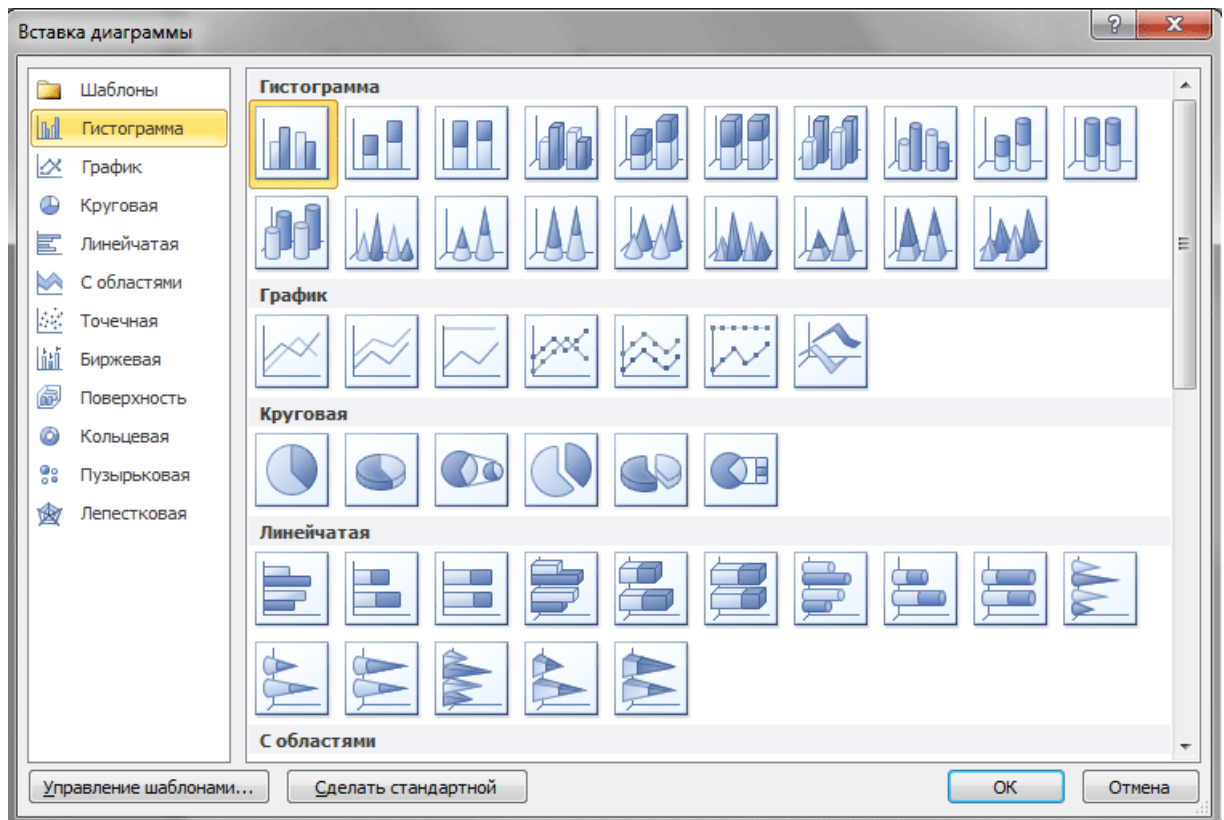 Вставка диаграммы
Шаблоны
Гистограмма
График
Круговая
Линейчатая
С областями
Точечная
Биржевая
Поверхность
Кольцевая
Пузырьковая
Лепестковая
Гистограмма
График
Круговая
Линейчатая
С областями
Управление шаблонами...
Сделать стандартной
ОК
Отмена